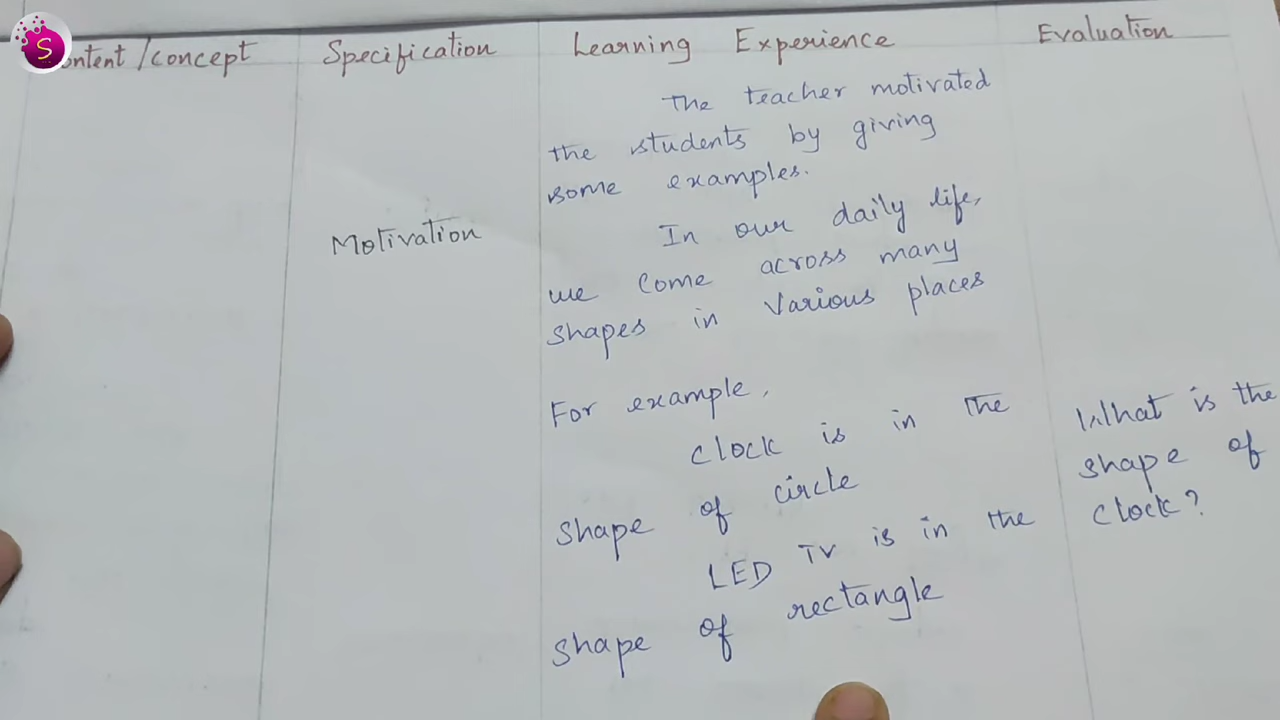 S
ontent / concept
Specification
Learning Experience
Evaluation
Motivation
The teacher motivated
the students by giving
some examples.
In our daily life,
we come across many
shapes in various places
For example,
clock is in the
shape of circle
LED TV is in the
shape of rectangle
What is the
shape of
clock?